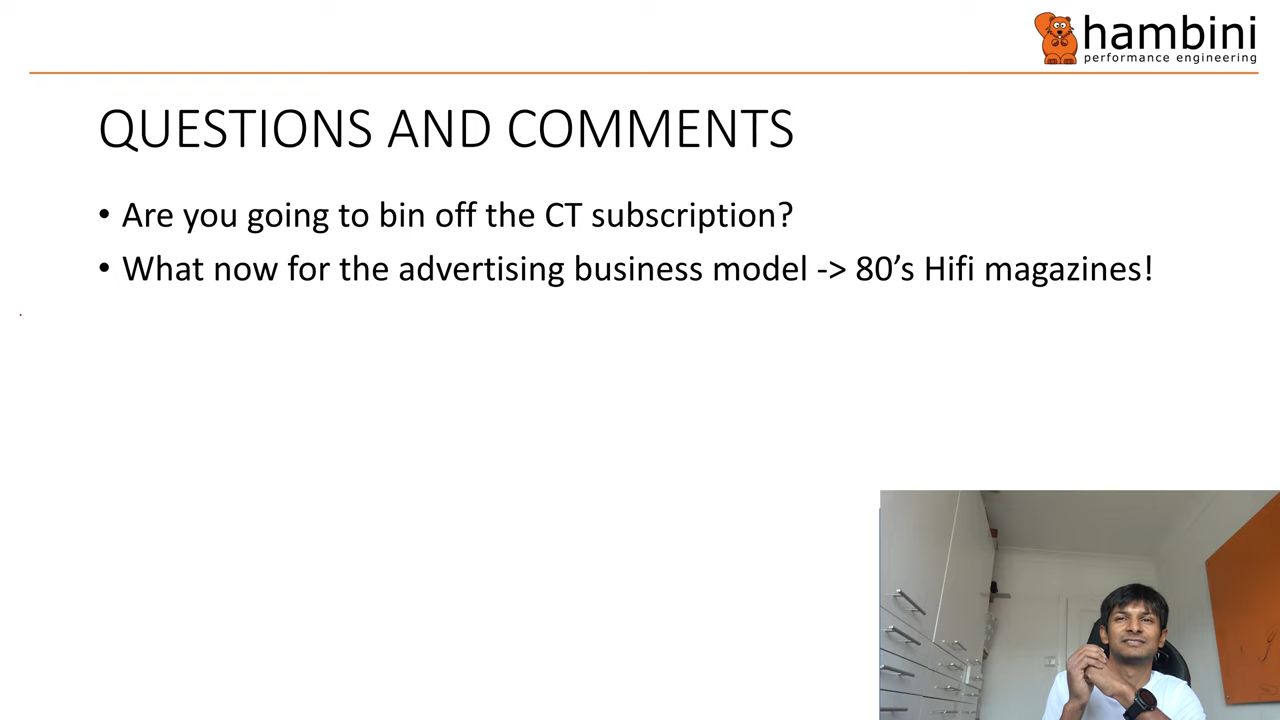 hambini
performance engineering
QUESTIONS AND COMMENTS
• Are you going to bin off the CT subscription?
• What now for the advertising business model -> 80’s Hifi magazines!